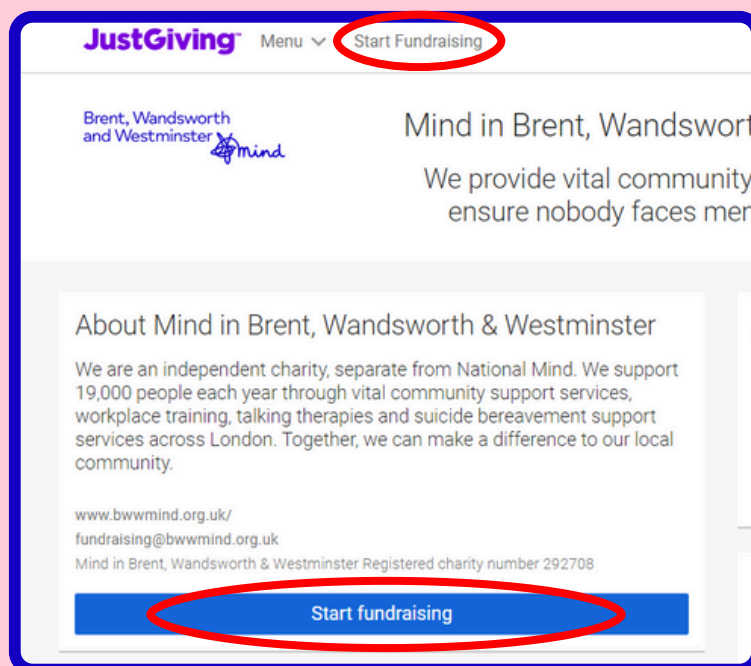 JustGiving Menu Start Fundraising
Brent, Wandsworth
and Westminster
mind
Mind in Brent, Wandswort
We provide vital community
ensure nobody faces men
About Mind in Brent, Wandsworth & Westminster
We are an independent charity, separate from National Mind. We support
19,000 people each year through vital community support services,
workplace training, talking therapies and suicide bereavement support
services across London. Together, we can make a difference to our local
community.
www.bwwmind.org.uk/
fundraising@bwwmind.org.uk
Mind in Brent, Wandsworth & Westminster Registered charity number 292708
Start fundraising